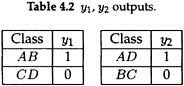 Table 4.2 y₁, y₂ outputs.
Class y₁ Class y₂
AB 1 AD 1
CD 0 BC 0